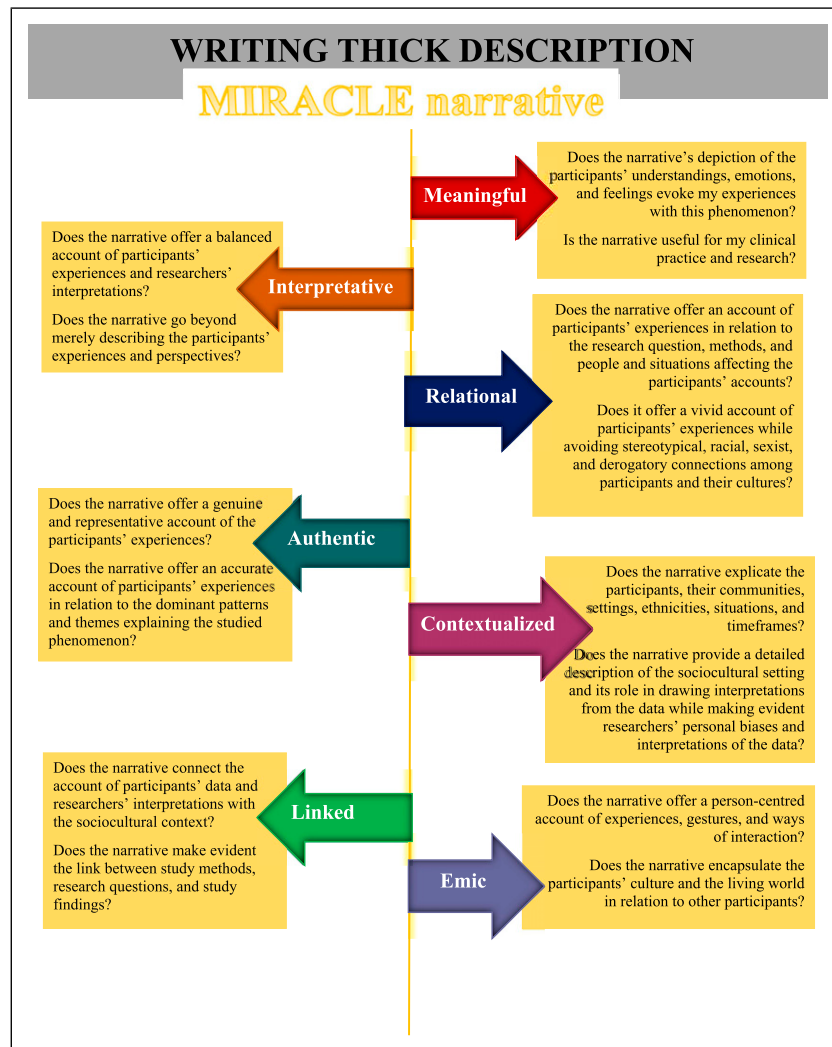 WRITING THICK DESCRIPTION
MIRACLE narrative
Meaningful
Does the narrative’s depiction of the
participants’ understandings, emotions,
and feelings evoke my experiences
with this phenomenon?
Is the narrative useful for my clinical
practice and research?
Interpretative
Does the narrative offer a balanced
account of participants’
experiences and researchers’
interpretations?
Does the narrative go beyond
merely describing the participants’
experiences and perspectives?
Relational
Does the narrative offer an account of
participants’ experiences in relation to
the research question, methods, and
people and situations affecting the
participants’ accounts?
Does it offer a vivid account of
participants’ experiences while
avoiding stereotypical, racial, sexist,
and derogatory connections among
participants and their cultures?
Authentic
Does the narrative offer a genuine
and representative account of the
participants’ experiences?
Does the narrative offer an accurate
account of participants’ experiences
in relation to the dominant patterns
and themes explaining the studied
phenomenon?
Contextualized
Does the narrative explicate the
participants, their communities,
settings, ethnicities, situations, and
timeframes?
Does the narrative provide a detailed
description of the sociocultural setting
and its role in drawing interpretations
from the data while making evident
researchers’ personal biases and
interpretations of the data?
Linked
Does the narrative connect the
account of participants’ data and
researchers’ interpretations with
the sociocultural context?
Does the narrative make evident
the link between study methods,
research questions, and study
findings?
Emic
Does the narrative offer a person-centred
account of experiences, gestures, and ways
of interaction?
Does the narrative encapsulate the
participants’ culture and the living world
in relation to other participants?